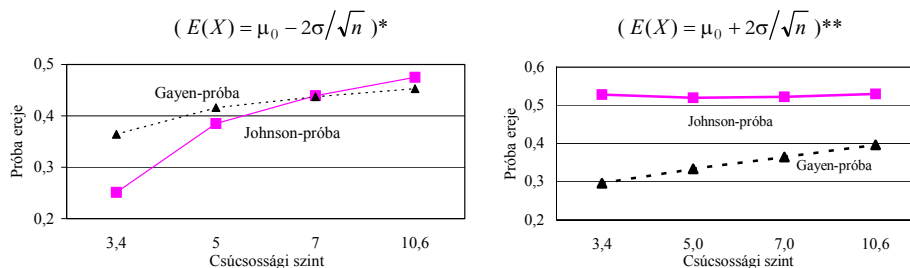 ( E(X) = μ₀ − 2σ/√n )*
Próba ereje
0,5
0,4
0,3
0,2
Gayen-próba
Johnson-próba
3,4 5 7 10,6
Csúcsossági szint
( E(X) = μ₀ + 2σ/√n )**
Próba ereje
0,6
0,5
0,4
0,3
0,2
Johnson-próba
Gayen-próba
3,4 5,0 7,0 10,6
Csúcsossági szint